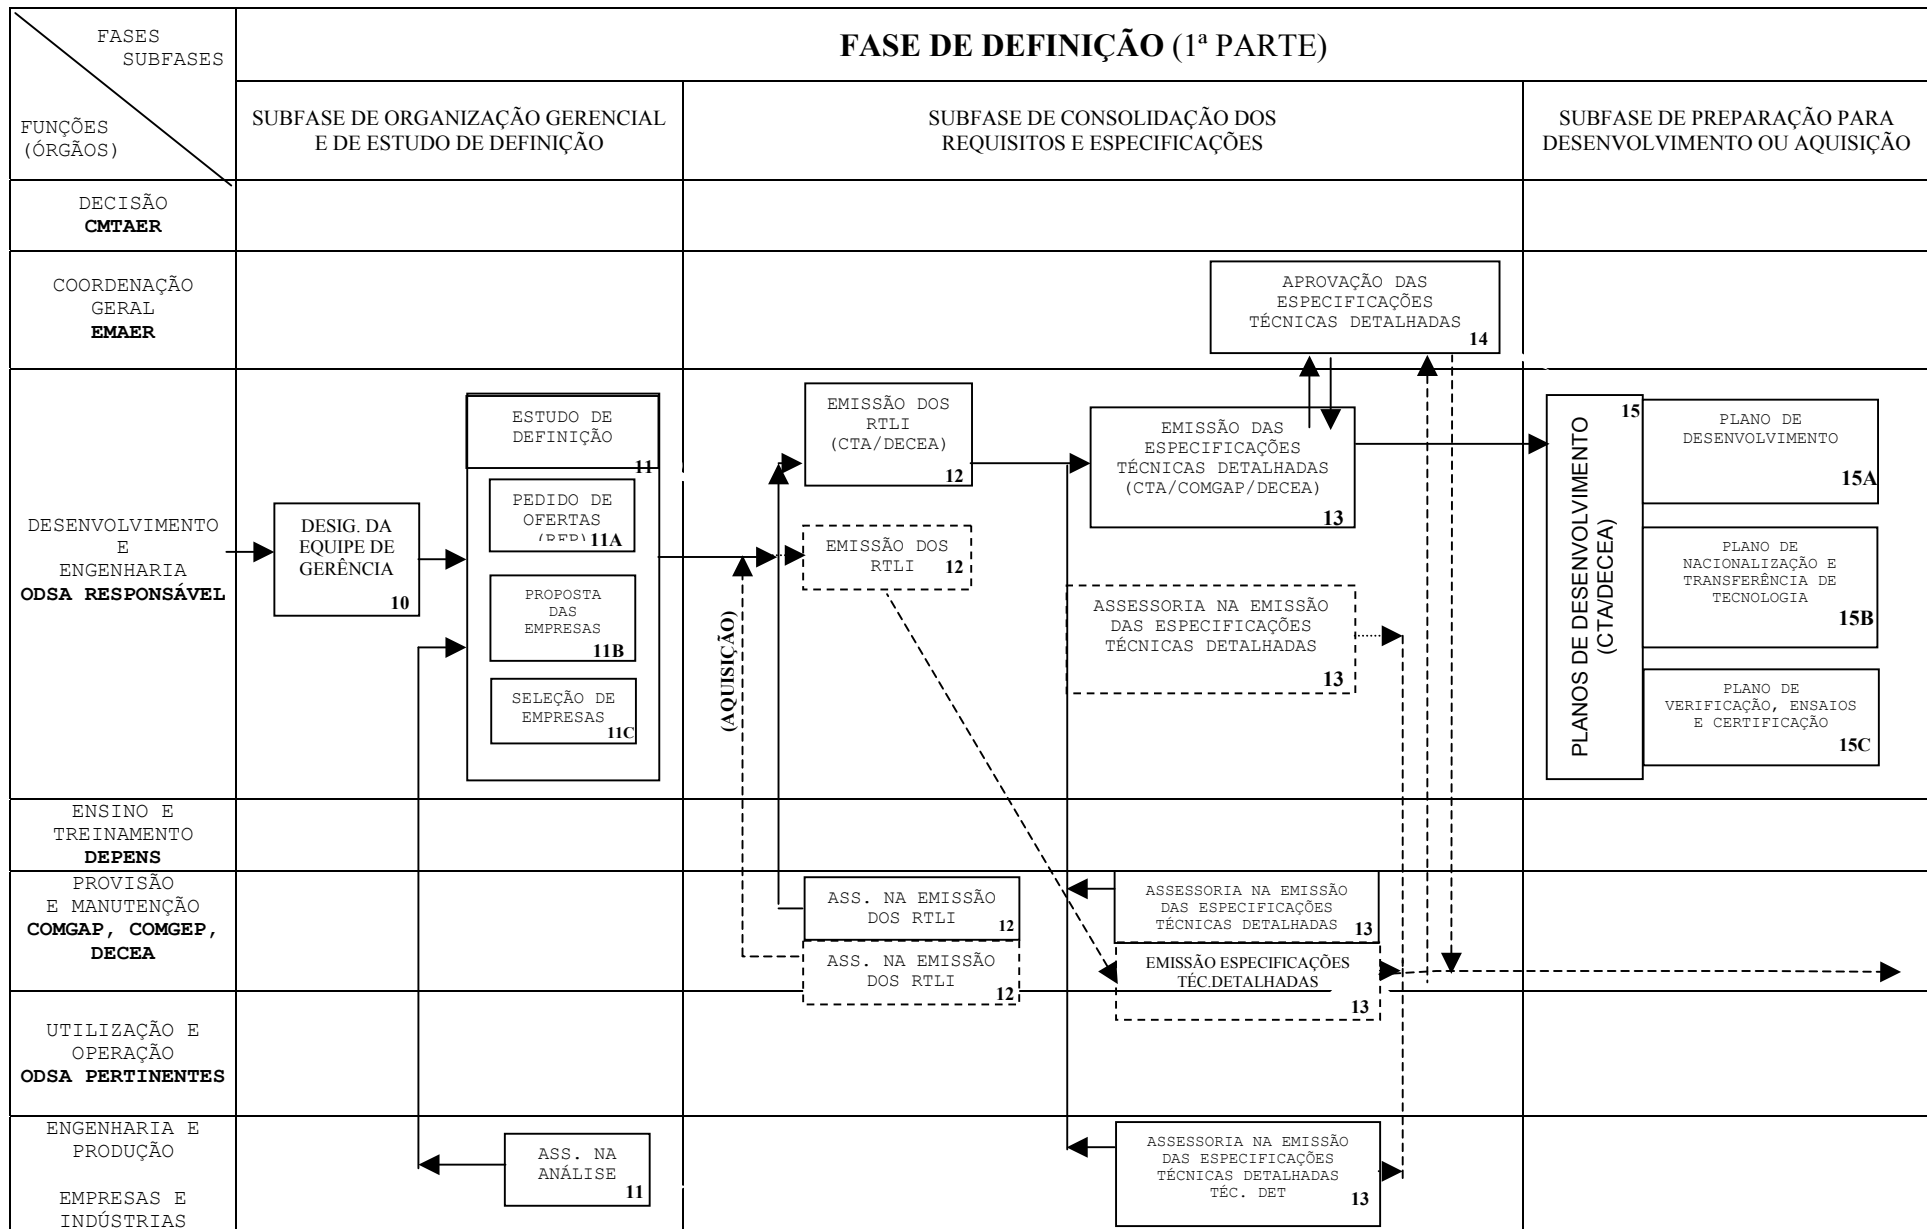 FASES
SUBFASES
FUNÇÕES
(ÓRGÃOS)
FASE DE DEFINIÇÃO (1ª PARTE)
SUBFASE DE ORGANIZAÇÃO GERENCIAL
E DE ESTUDO DE DEFINIÇÃO
SUBFASE DE CONSOLIDAÇÃO DOS
REQUISITOS E ESPECIFICAÇÕES
SUBFASE DE PREPARAÇÃO PARA
DESENVOLVIMENTO OU AQUISIÇÃO
DECISÃO
CMTAER
COORDENAÇÃO
GERAL
EMAER
APROVAÇÃO DAS
ESPECIFICAÇÕES
TÉCNICAS DETALHADAS
14
DESENVOLVIMENTO
E
ENGENHARIA
ODSA RESPONSÁVEL
DESIG. DA
EQUIPE DE
GERÊNCIA
10
ESTUDO DE
DEFINIÇÃO
11
PEDIDO DE
OFERTAS
(RFP) 11A
PROPOSTA
DAS
EMPRESAS
11B
SELEÇÃO DE
EMPRESAS
11C
(AQUISIÇÃO)
EMISSÃO DOS
RTLI
(CTA/DECEA)
12
EMISSÃO DOS
RTLI
12
EMISSÃO DAS
ESPECIFICAÇÕES
TÉCNICAS DETALHADAS
(CTA/COMGAP/DECEA)
13
ASSESSORIA NA EMISSÃO
DAS ESPECIFICAÇÕES
TÉCNICAS DETALHADAS
13
PLANOS DE DESENVOLVIMENTO
(CTA/DECEA)
15
PLANO DE
DESENVOLVIMENTO
15A
PLANO DE
NACIONALIZAÇÃO E
TRANSFERÊNCIA DE
TECNOLOGIA
15B
PLANO DE
VERIFICAÇÃO, ENSAIOS
E CERTIFICAÇÃO
15C
ENSINO E
TREINAMENTO
DEPENS
PROVISÃO
E MANUTENÇÃO
COMGAP, COMGEP,
DECEA
ASS. NA EMISSÃO
DOS RTLI
12
ASS. NA EMISSÃO
DOS RTLI
12
ASSESSORIA NA EMISSÃO
DAS ESPECIFICAÇÕES
TÉCNICAS DETALHADAS
13
EMISSÃO ESPECIFICAÇÕES
TÉC.DETALHADAS
13
UTILIZAÇÃO E
OPERAÇÃO
ODSA PERTINENTES
ENGENHARIA E
PRODUÇÃO
EMPRESAS E
INDÚSTRIAS
ASS. NA
ANÁLISE
11
ASSESSORIA NA EMISSÃO
DAS ESPECIFICAÇÕES
TÉCNICAS DETALHADAS
TÉC. DET
13